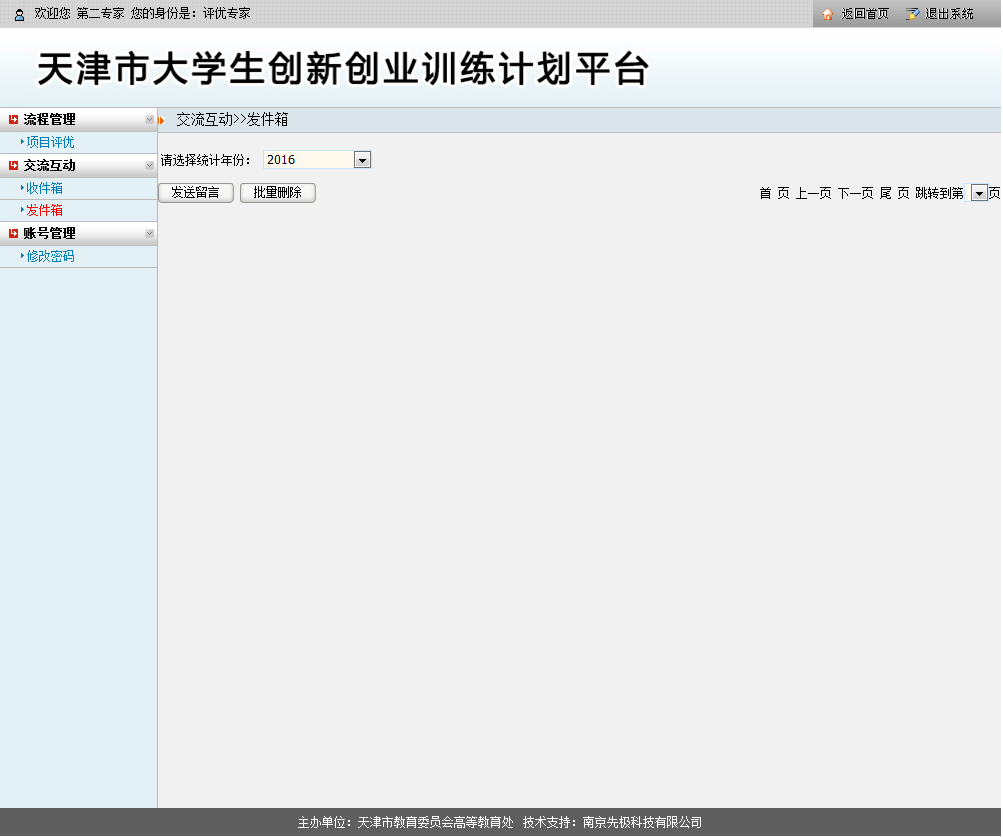 欢迎您 第二专家 您的身份是：评优专家 返回首页 退出系统
天津市大学生创新创业训练计划平台
流程管理
项目评优
交流互动
收件箱
发件箱
账号管理
修改密码
交流互动>>发件箱
请选择统计年份： 2016
发送留言 批量删除 首 页 上一页 下一页 尾 页 跳转到第 页
主办单位：天津市教育委员会高等教育处 技术支持：南京先极科技有限公司